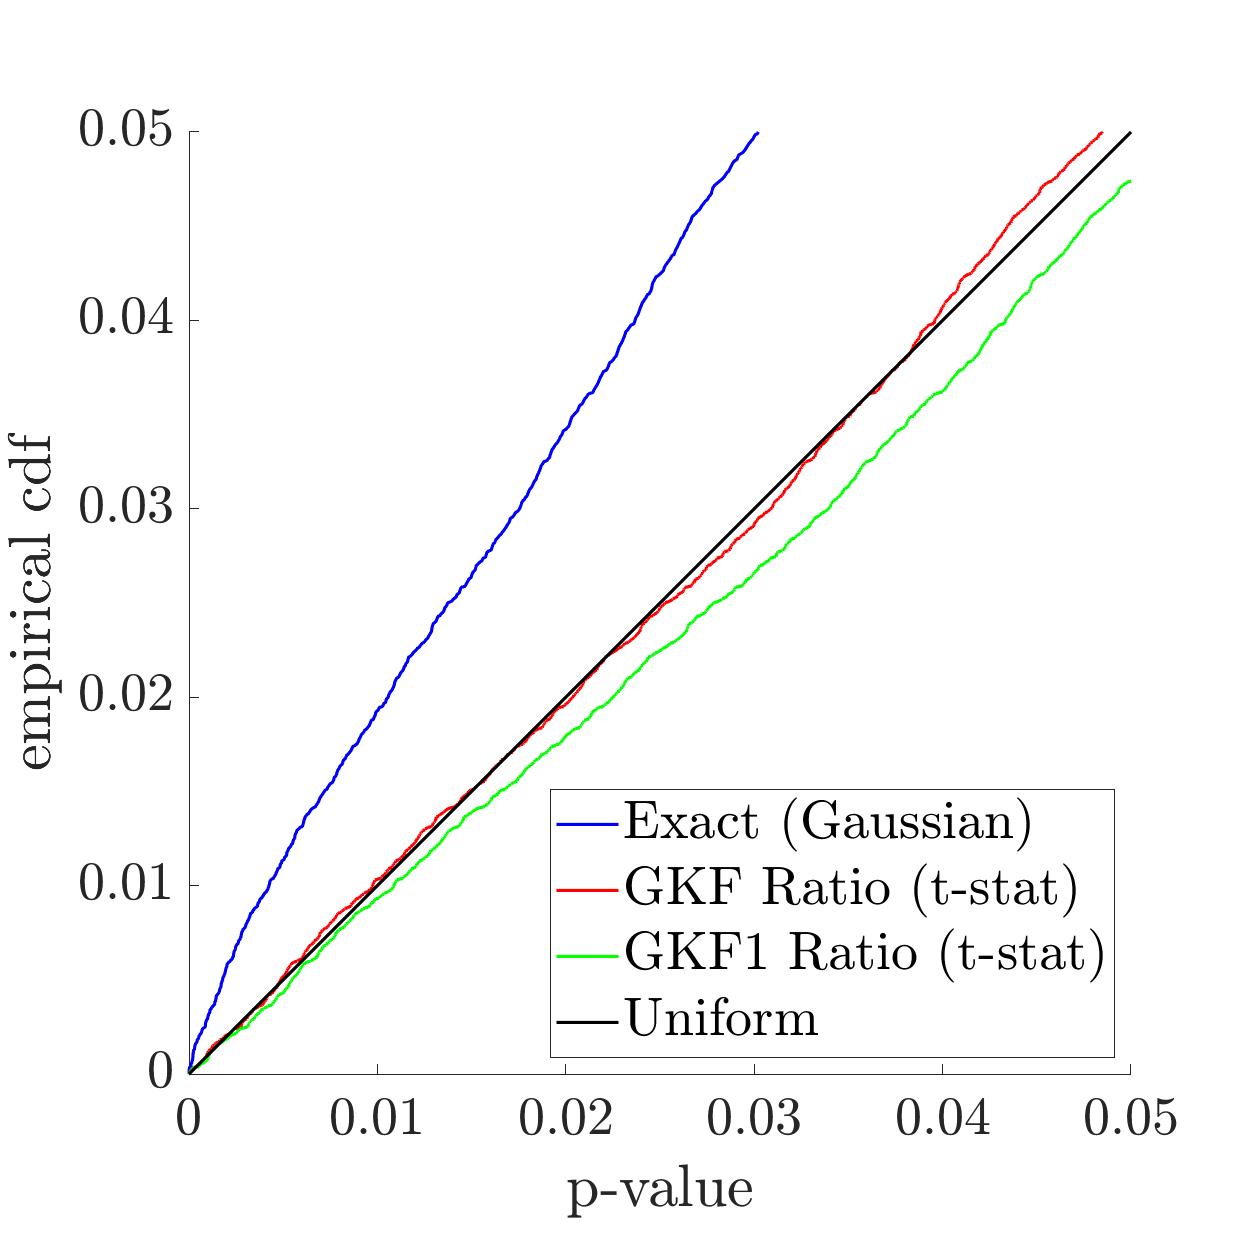 0.05
0.04
0.03
0.02
0.01
0
empirical cdf
Exact (Gaussian)
GKF Ratio (t-stat)
GKF1 Ratio (t-stat)
Uniform
0 0.01 0.02 0.03 0.04 0.05
p-value